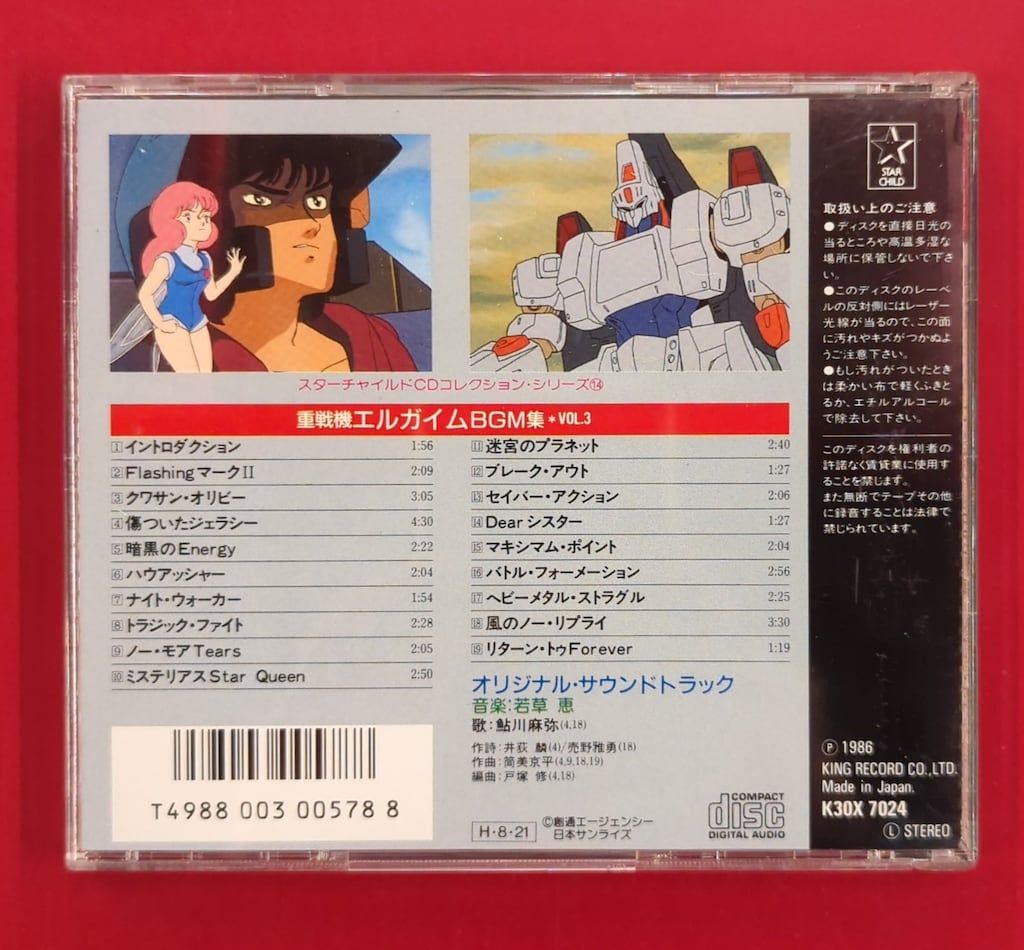 スターチャイルドCDコレクション・シリーズ⑭
重戦機エルガイムBGM集*VOL.3
1 イントロダクション 1:56
2 FlashingマークII 2:09
3 クワサン・オリビー 3:05
4 傷ついたジェラシー 4:30
5 暗黒のEnergy 2:22
6 ハウアッシャー 2:04
7 ナイト・ウォーカー 1:54
8 トラジック・ファイト 2:28
9 ノー・モアTears 2:05
10 ミステリアスStar Queen 2:50
11 迷宮のプラネット 2:40
12 ブレーク・アウト 1:27
13 セイバー・アクション 2:06
14 Dearシスター 1:27
15 マキシマム・ポイント 2:04
16 バトル・フォーメーション 2:56
17 ヘビーメタル・ストラグル 2:25
18 風のノー・リプライ 3:30
19 リターン・トゥForever 1:19
オリジナル・サウンドトラック
音楽:若草 恵
歌:鮎川麻弥(4,18)
作詩:井荻 麟(4)/売野雅勇(18)
作曲:筒美京平(4,9,18,19)
編曲:戸塚 修(4,18)
H・8・21
©創通エージェンシー
日本サンライズ
COMPACT
disc
DIGITAL AUDIO
T4988 003 00578 8
STAR
CHILD
取扱い上のご注意
●ディスクを直接日光の
当るところや高温多湿な
場所に保管しないで下さ
い。
●このディスクのレーベ
ルの反対側にはレーザー
光線が当るので、この面
に汚れやキズがつかぬよ
うご注意下さい。
●もし汚れがついたとき
は柔かい布で軽くふきと
るか、エチルアルコール
で除去して下さい。
このディスクを権利者の
許諾なく賃貸業に使用す
ることを禁じます。
また無断でテープその他
に録音することは法律で
禁じられています。
Ⓟ 1986
KING RECORD CO.,LTD.
Made in Japan.
K30X 7024
Ⓛ STEREO